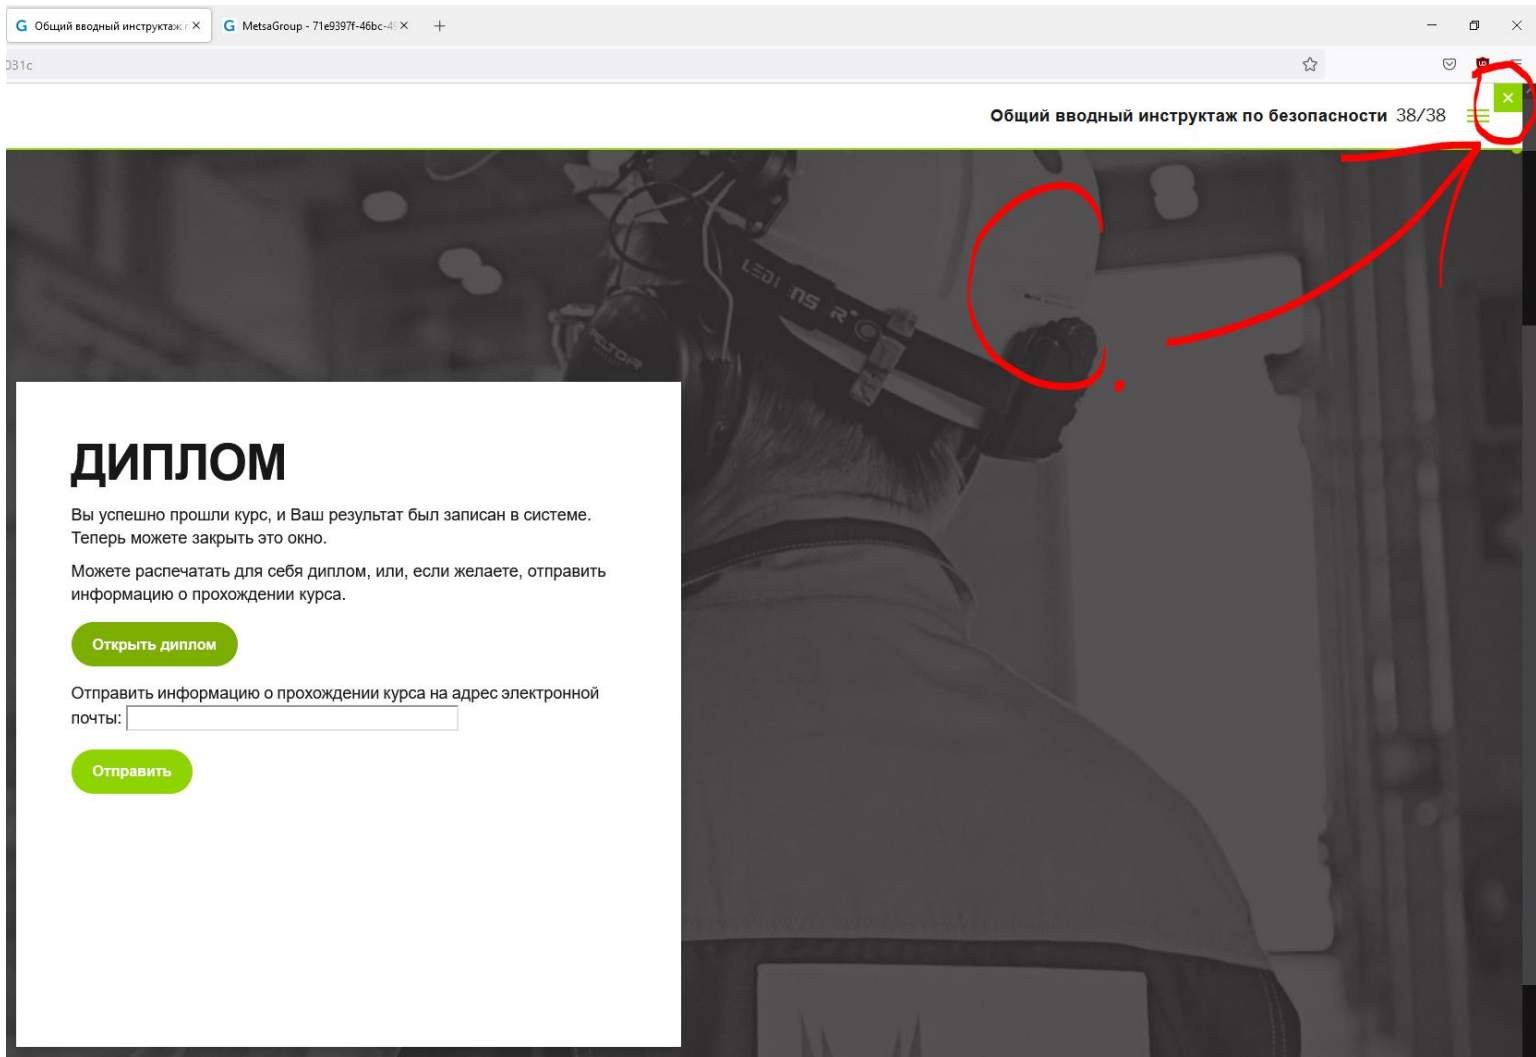 G Общий вводный инструктаж
G MetsaGroup - 71e9397f-46bc-4
031c
Общий вводный инструктаж по безопасности 38/38
LED
PELTOR
ДИПЛОМ
Вы успешно прошли курс, и Ваш результат был записан в системе.
Теперь можете закрыть это окно.
Можете распечатать для себя диплом, или, если желаете, отправить
информацию о прохождении курса.
Открыть диплом
Отправить информацию о прохождении курса на адрес электронной
почты:
Отправить